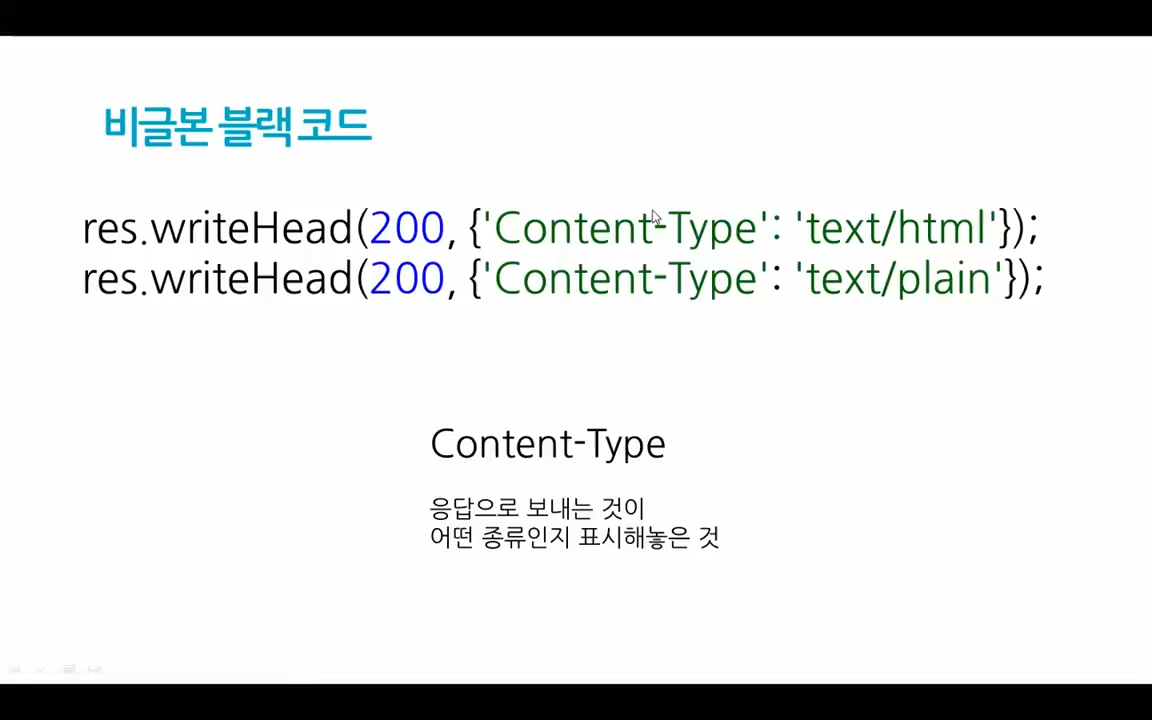 비글본 블랙 코드
res.writeHead(200, {'Content-Type': 'text/html'});
res.writeHead(200, {'Content-Type': 'text/plain'});
Content-Type
응답으로 보내는 것이
어떤 종류인지 표시해놓은 것